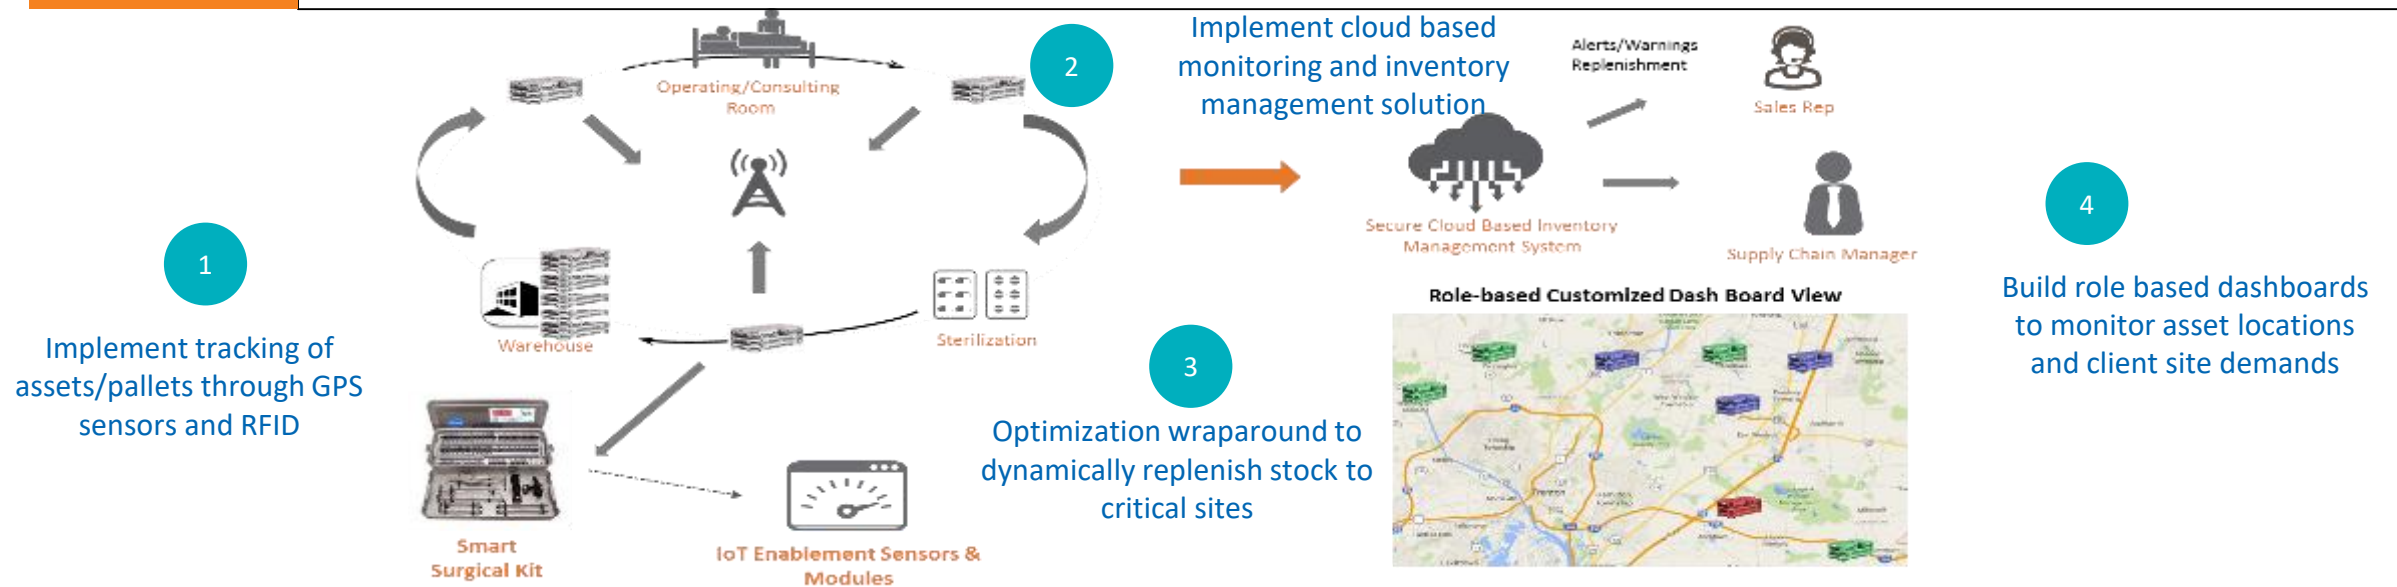 1
Implement tracking of
assets/pallets through GPS
sensors and RFID
Operating/Consulting
Room
2
Implement cloud based
monitoring and inventory
management solution
Alerts/Warnings
Replenishment
Sales Rep
Secure Cloud Based Inventory
Management System
Supply Chain Manager
Warehouse
Sterilization
Smart
Surgical Kit
IoT Enablement Sensors &
Modules
3
Optimization wraparound to
dynamically replenish stock to
critical sites
Role-based Customized Dash Board View
Trenton
4
Build role based dashboards
to monitor asset locations
and client site demands